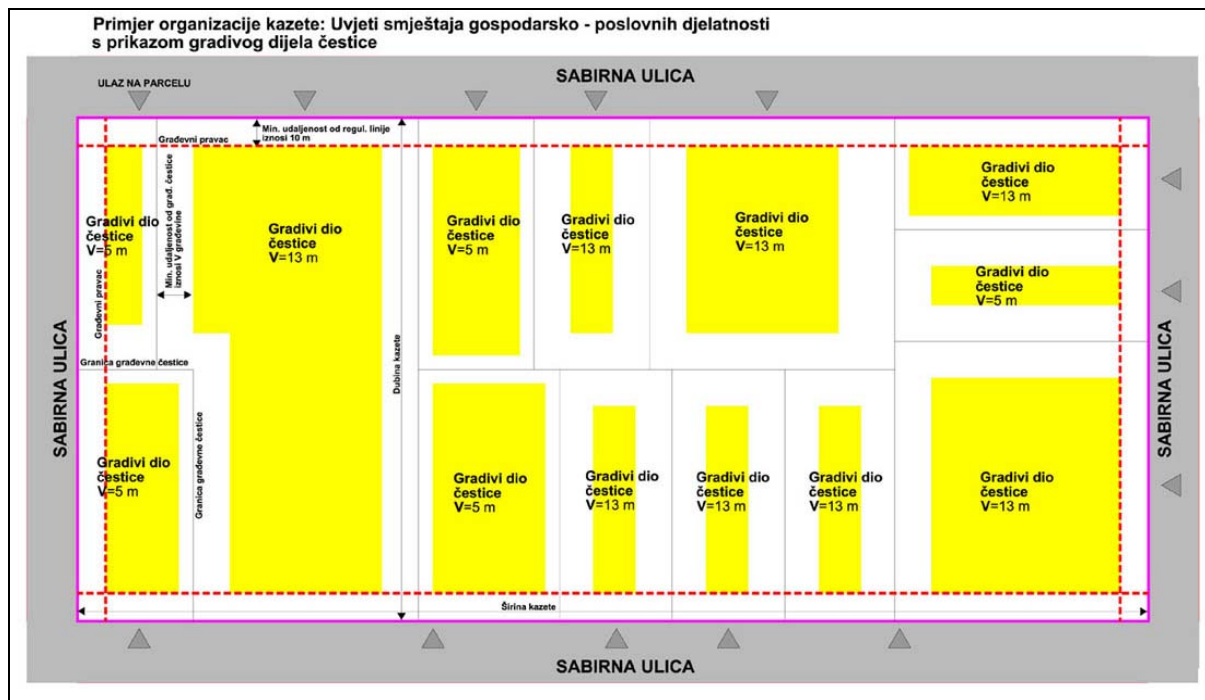 Primjer organizacije kazete: Uvjeti smještaja gospodarsko - poslovnih djelatnosti
s prikazom gradivog dijela čestice
SABIRNA ULICA
ULAZ NA PARCELU
Min. udaljenost od regul. linije
iznosi 10 m
Građevni pravac
Gradivi dio
čestice
V=5 m
Min. udaljenost od grad. čestice
iznosi V građevine
Gradivi dio
čestice
V=13 m
Gradivi dio
čestice
V=5 m
Gradivi dio
čestice
V=13 m
Gradivi dio
čestice
V=13 m
Gradivi dio
čestice
V=13 m
Gradivi dio
čestice
V=5 m
Građevni pravac
Granica građevne čestice
Dubina kazete
SABIRNA ULICA
SABIRNA ULICA
Gradivi dio
čestice
V=5 m
Granica građevne čestice
Gradivi dio
čestice
V=5 m
Gradivi dio
čestice
V=13 m
Gradivi dio
čestice
V=13 m
Gradivi dio
čestice
V=13 m
Gradivi dio
čestice
V=13 m
Širina kazete
SABIRNA ULICA